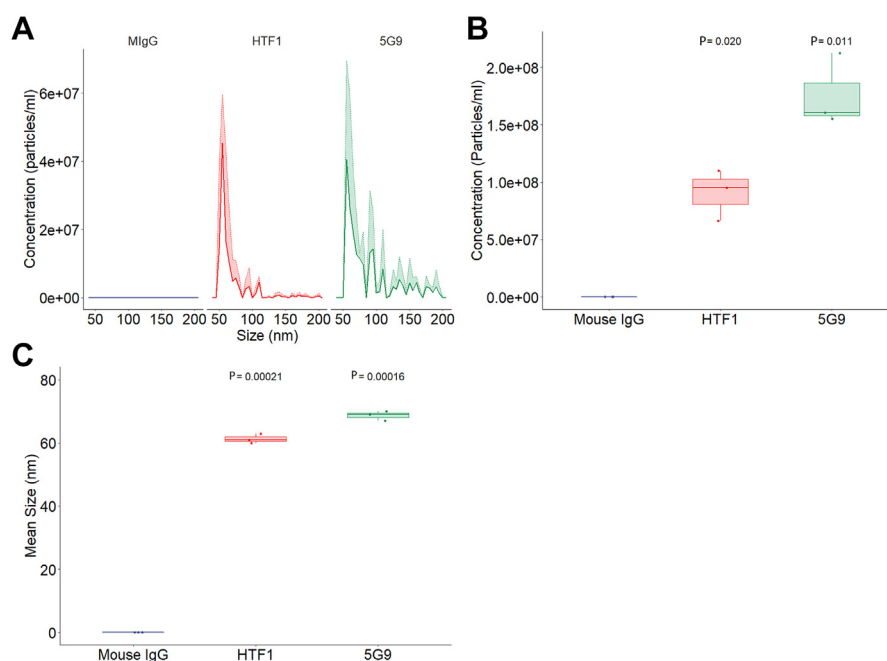 A
MIgG HTF1 5G9
Concentration (particles/ml)
6e+07
4e+07
2e+07
0e+00
50 100 150 200 50 100 150 200 50 100 150 200
Size (nm)
B
P= 0.020 P= 0.011
Concentration (Particles/ml)
2.0e+08
1.5e+08
1.0e+08
5.0e+07
0.0e+00
Mouse IgG HTF1 5G9
C
P= 0.00021 P= 0.00016
Mean Size (nm)
80
60
40
20
0
Mouse IgG HTF1 5G9